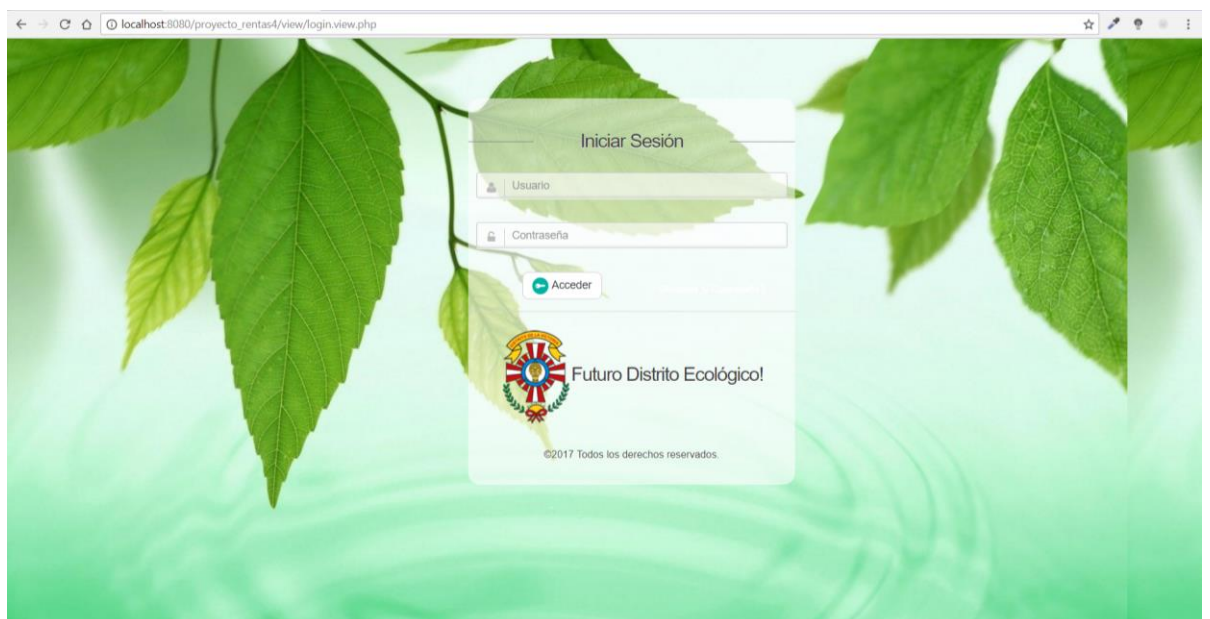 localhost:8080/proyecto_rentas4/view/login.view.php
Iniciar Sesión
Usuario
Contraseña
Acceder
Futuro Distrito Ecológico!
©2017 Todos los derechos reservados.